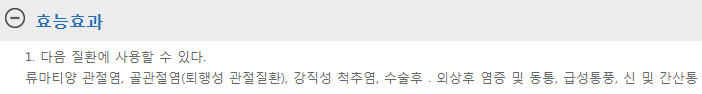 효능효과
1. 다음 질환에 사용할 수 있다.
류마티양 관절염, 골관절염(퇴행성 관절질환), 강직성 척추염, 수술후 . 외상후 염증 및 동통, 급성통풍, 신 및 간산통